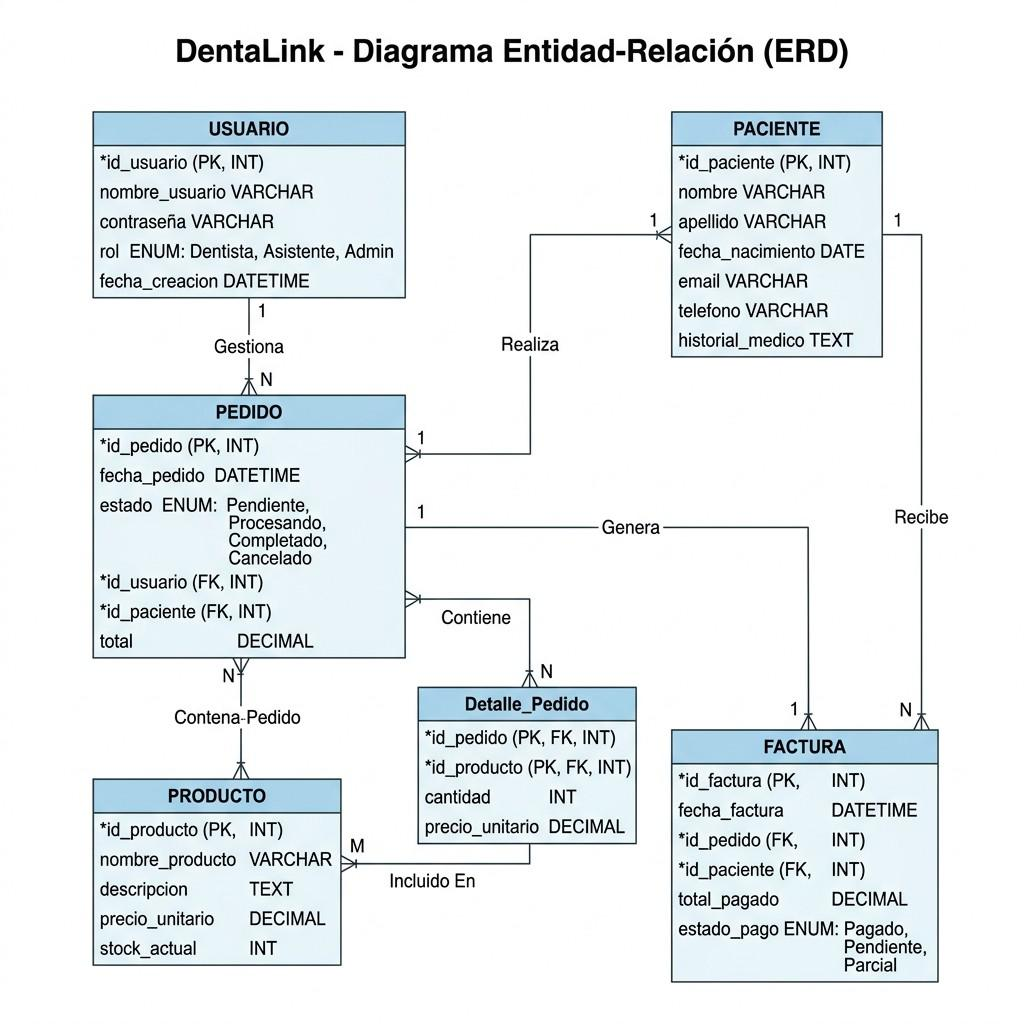 DentaLink - Diagrama Entidad-Relación (ERD)
USUARIO
*id_usuario (PK, INT)
nombre_usuario VARCHAR
contraseña VARCHAR
rol ENUM: Dentista, Asistente, Admin
fecha_creacion DATETIME
PACIENTE
*id_paciente (PK, INT)
nombre VARCHAR
apellido VARCHAR
fecha_nacimiento DATE
email VARCHAR
telefono VARCHAR
historial_medico TEXT
1
1
1
Gestiona
N
Realiza
PEDIDO
*id_pedido (PK, INT)
fecha_pedido DATETIME
estado ENUM: Pendiente,
Procesando,
Completado,
Cancelado
*id_usuario (FK, INT)
*id_paciente (FK, INT)
total DECIMAL
1
1
Genera
Recibe
Contiene
N
N
Contena-Pedido
Detalle_Pedido
*id_pedido (PK, FK, INT)
*id_producto (PK, FK, INT)
cantidad INT
precio_unitario DECIMAL
1
N
PRODUCTO
*id_producto (PK, INT)
nombre_producto VARCHAR
descripcion TEXT
precio_unitario DECIMAL
stock_actual INT
M
Incluido En
FACTURA
*id_factura (PK, INT)
fecha_factura DATETIME
*id_pedido (FK, INT)
*id_paciente (FK, INT)
total_pagado DECIMAL
estado_pago ENUM: Pagado,
Pendiente,
Parcial